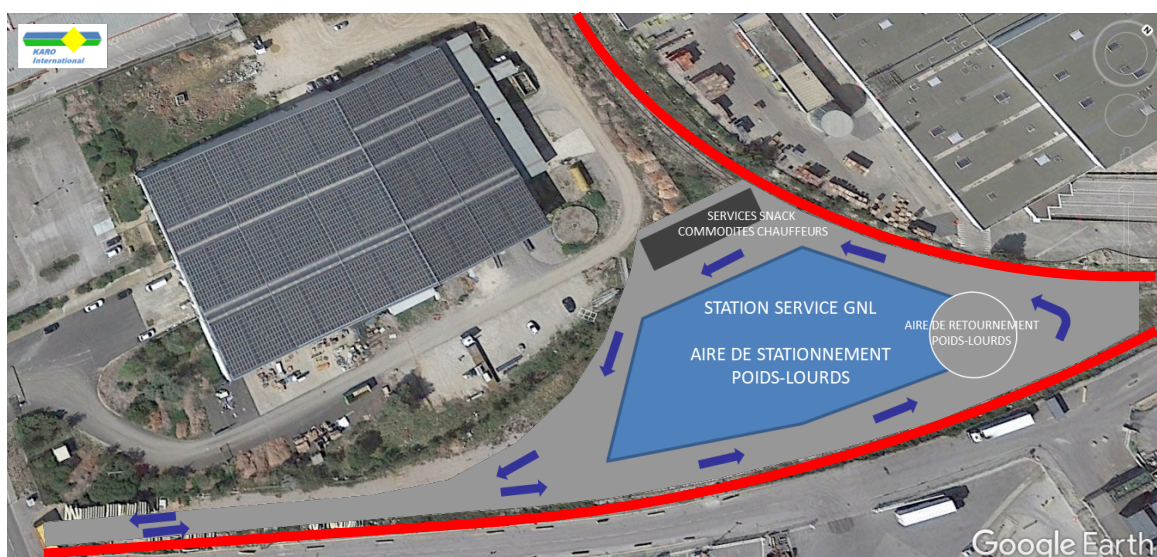 KARO
International
N
SERVICES SNACK
COMMODITES CHAUFFEURS
STATION SERVICE GNL
AIRE DE RETOURNEMENT
POIDS-LOURDS
AIRE DE STATIONNEMENT
POIDS-LOURDS
Google Earth